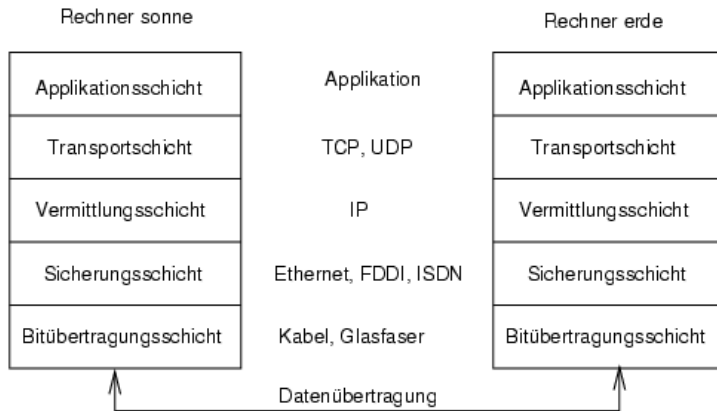 Rechner sonne
Rechner erde
Applikationsschicht
Applikation
Applikationsschicht
Transportschicht
TCP, UDP
Transportschicht
Vermittlungsschicht
IP
Vermittlungsschicht
Sicherungsschicht
Ethernet, FDDI, ISDN
Sicherungsschicht
Bitübertragungsschicht
Kabel, Glasfaser
Bitübertragungsschicht
Datenübertragung